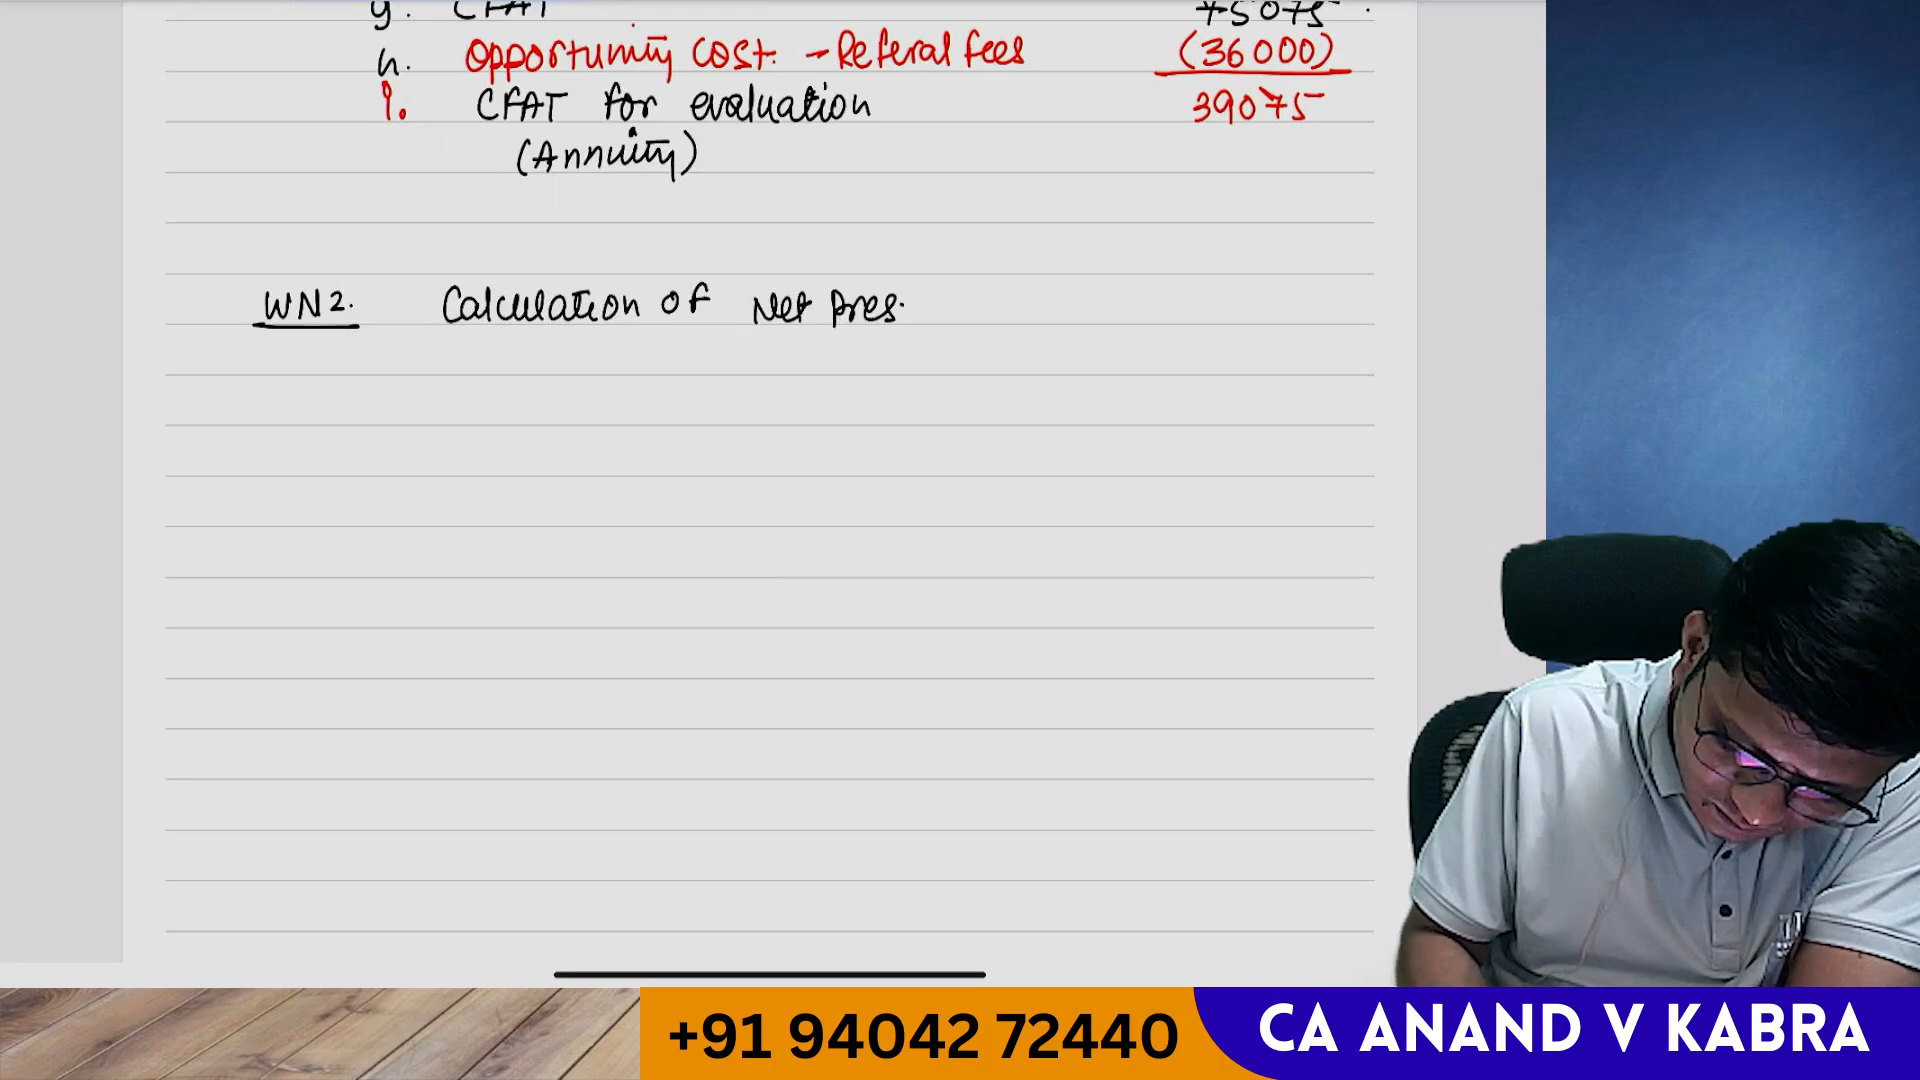 g. CFAT 75075
h. Opportunity cost. - Referal fees (36000)
i. CFAT for evaluation 39075
(Annuity)
WN2. Calculation of Net Pres.
+91 94042 72440
CA ANAND V KABRA